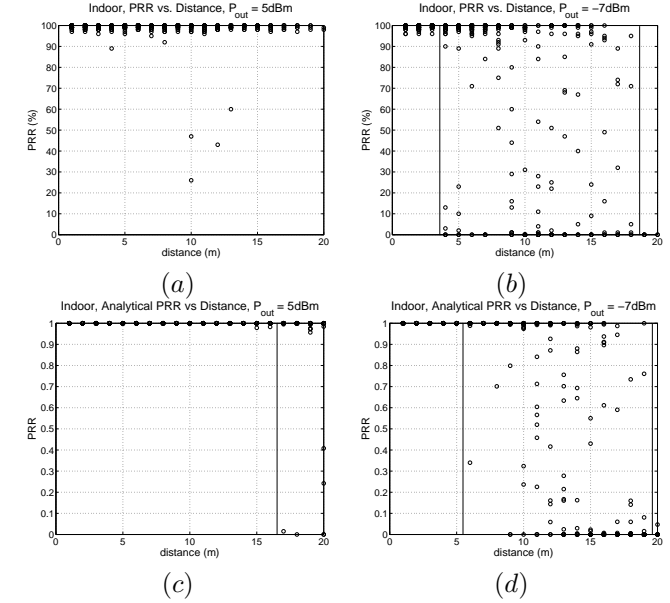 Indoor, PRR vs. Distance, P_out = 5dBm
100
90
80
70
60
50
40
30
20
10
0
PRR (%)
0 5 10 15 20
distance (m)
(a)
Indoor, PRR vs. Distance, P_out = −7dBm
100
90
80
70
60
50
40
30
20
10
0
PRR (%)
0 5 10 15 20
distance (m)
(b)
Indoor, Analytical PRR vs Distance, P_out = 5dBm
1
0.9
0.8
0.7
0.6
0.5
0.4
0.3
0.2
0.1
0
PRR
0 5 10 15 20
distance (m)
(c)
Indoor, Analytical PRR vs Distance, P_out = −7dBm
1
0.9
0.8
0.7
0.6
0.5
0.4
0.3
0.2
0.1
0
PRR
0 5 10 15 20
distance (m)
(d)